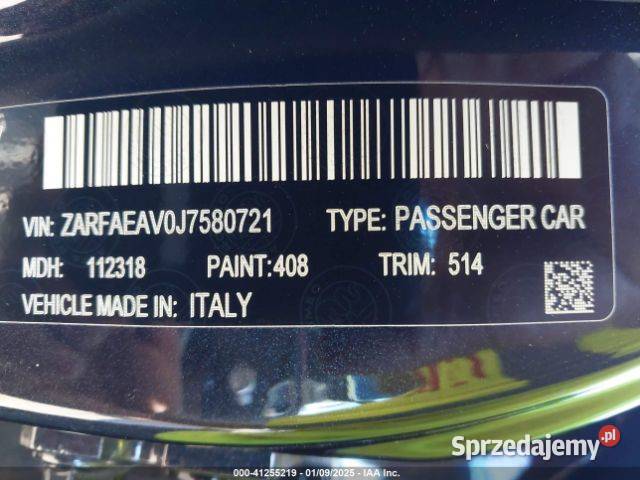 VIN: ZARFAEAV0J7580721 TYPE: PASSENGER CAR
MDH: 112318 PAINT:408 TRIM: 514
VEHICLE MADE IN: ITALY
Sprzedajemy.pl
000-41255219 - 01/09/2025 - IAA Inc.